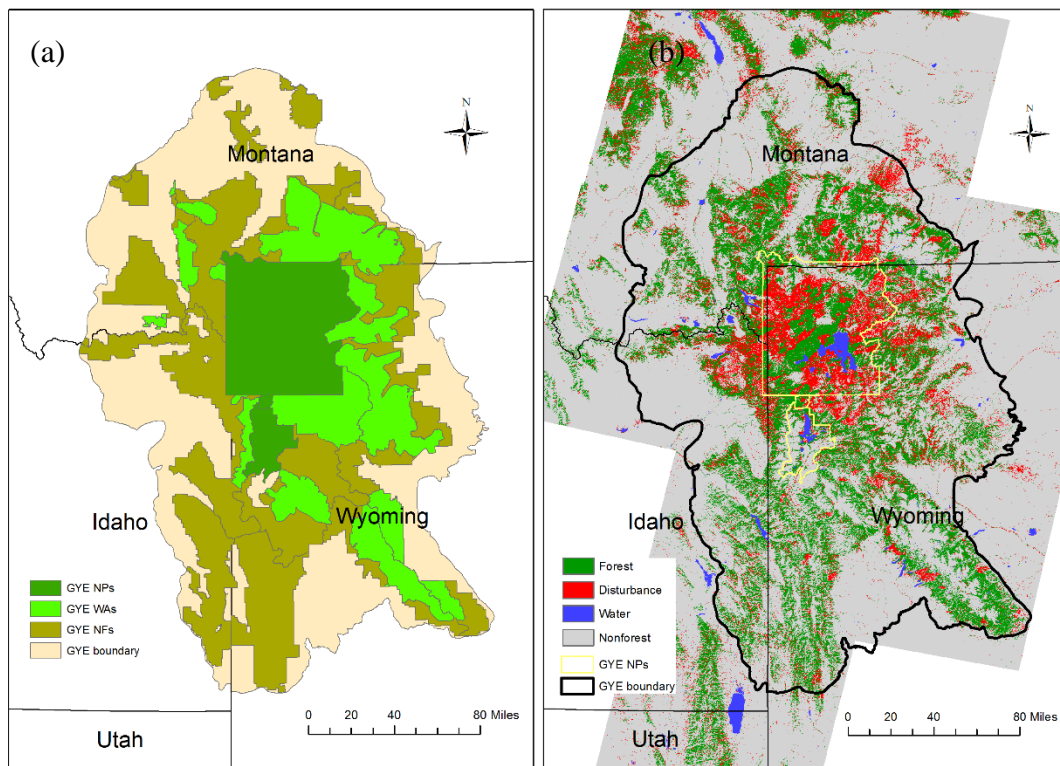 (a)
N
Montana
Idaho
Wyoming
GYE NPs
GYE WAs
GYE NFs
GYE boundary
0 20 40 80 Miles
Utah
(b)
N
Montana
Idaho
Wyoming
Forest
Disturbance
Water
Nonforest
GYE NPs
GYE boundary
0 20 40 80 Miles
Utah